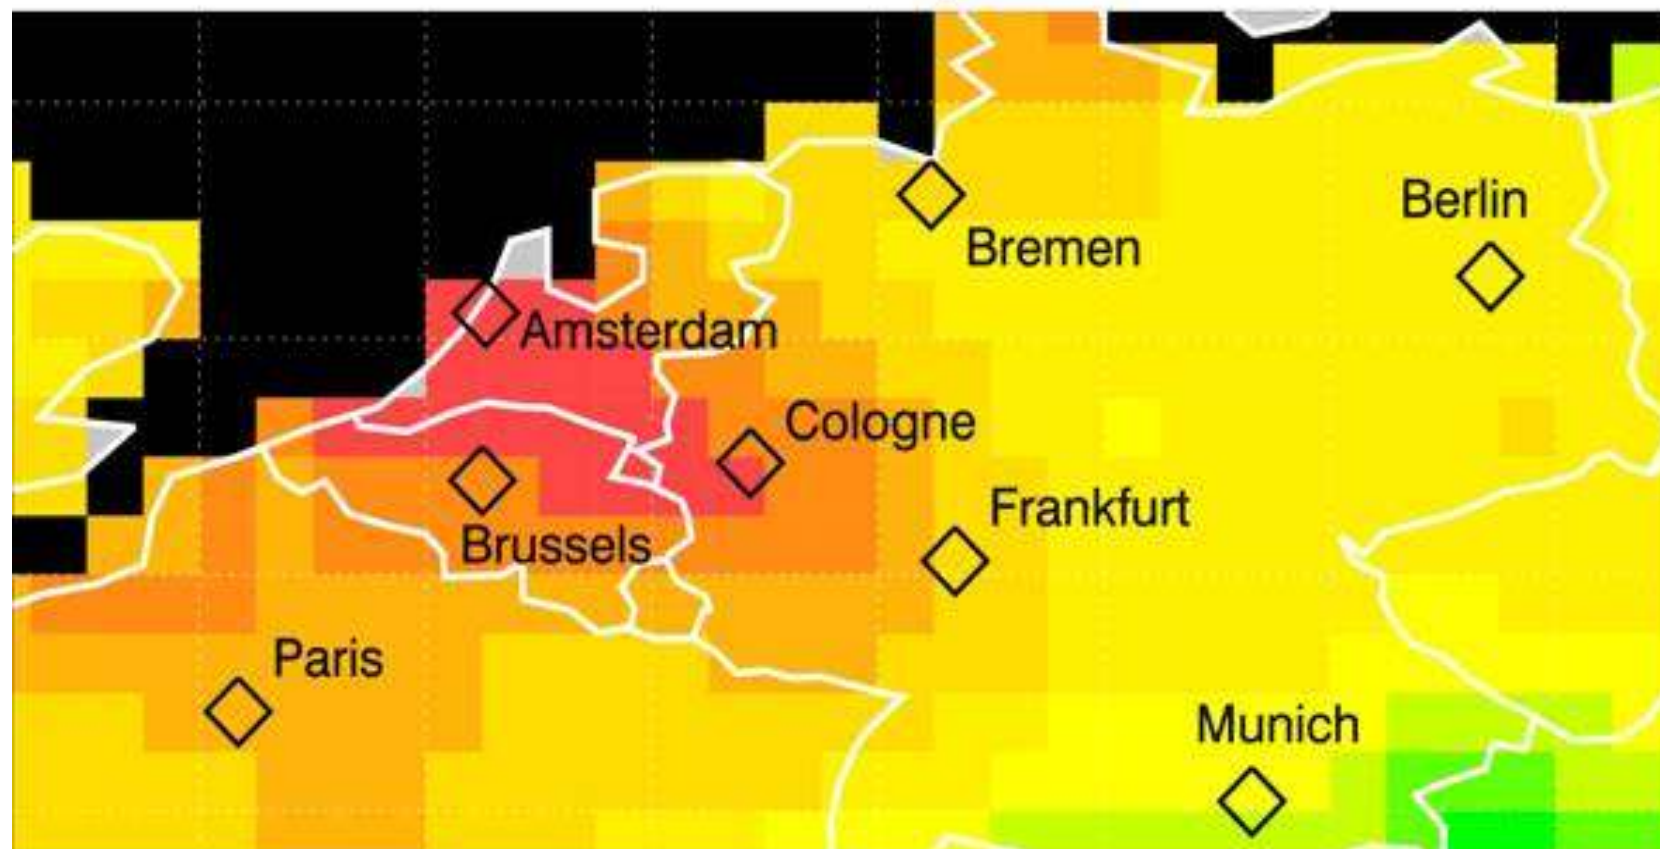 Berlin
Bremen
Amsterdam
Cologne
Frankfurt
Brussels
Paris
Munich